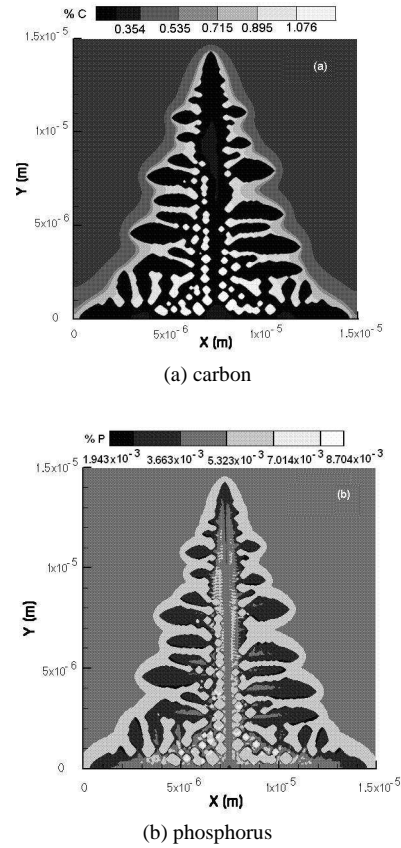 % C
0.354 0.535 0.715 0.895 1.076
1.5x10⁻⁵
(a)
1x10⁻⁵
Y (m)
5x10⁻⁶
0
0 5x10⁻⁶ 1x10⁻⁵ 1.5x10⁻⁵
X (m)
(a) carbon
% P
1.943x10⁻³ 3.663x10⁻³ 5.323x10⁻³ 7.014x10⁻³ 8.704x10⁻³
1.5x10⁻⁵
(b)
1x10⁻⁵
Y (m)
5x10⁻⁶
0
0 5x10⁻⁶ 1x10⁻⁵ 1.5x10⁻⁵
X (m)
(b) phosphorus